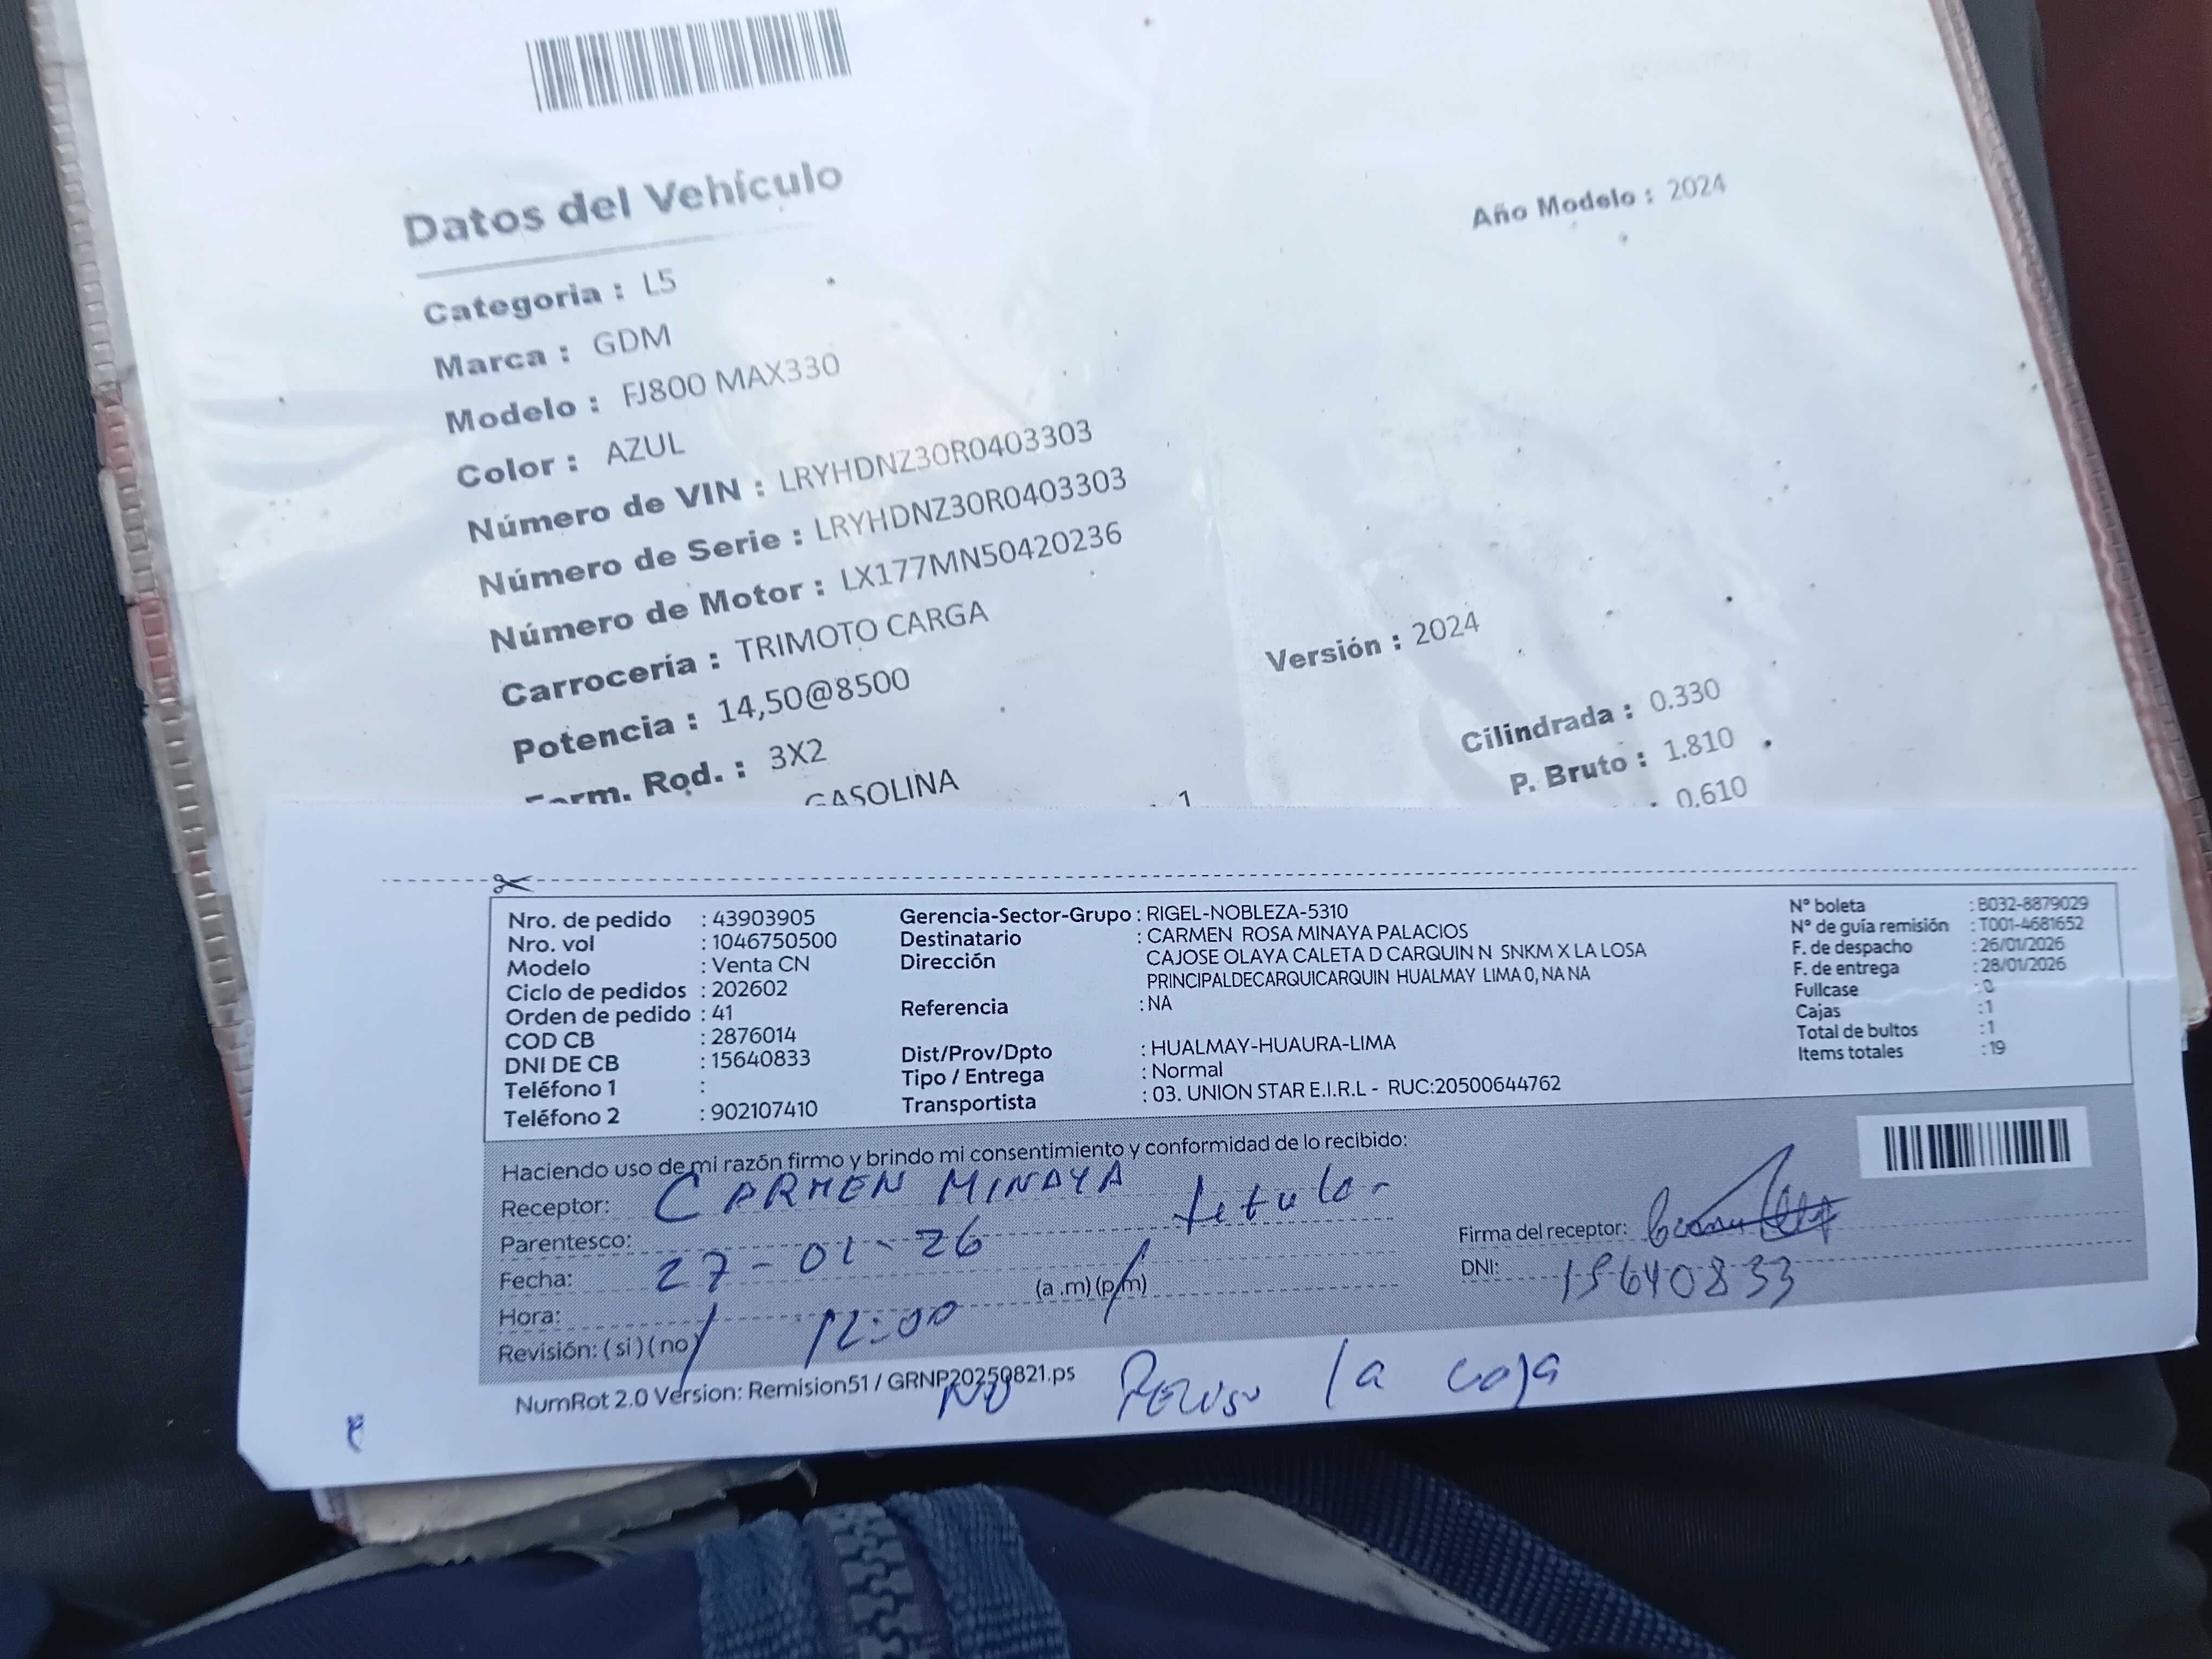 Datos del Vehículo
Año Modelo : 2024
Categoria : L5
Marca : GDM
Modelo : FJ800 MAX330
Color : AZUL
Número de VIN : LRYHDNZ30R0403303
Número de Serie : LRYHDNZ30R0403303
Número de Motor : LX177MN50420236
Carrocería : TRIMOTO CARGA
Versión : 2024
Potencia : 14,50@8500
Cilindrada : 0.330
Form. Rod. : 3X2
P. Bruto : 1.810
GASOLINA
1
: 0.610
Nro. de pedido : 43903905
Nro. vol : 1046750500
Modelo : Venta CN
Ciclo de pedidos : 202602
Orden de pedido : 41
COD CB : 2876014
DNI DE CB : 15640833
Teléfono 1 :
Teléfono 2 : 902107410
Gerencia-Sector-Grupo : RIGEL-NOBLEZA-5310
Destinatario : CARMEN ROSA MINAYA PALACIOS
Dirección : CAJOSE OLAYA CALETA D CARQUIN N SNKM X LA LOSA
PRINCIPALDECARQUICARQUIN HUALMAY LIMA 0, NA NA
Referencia : NA
Dist/Prov/Dpto : HUALMAY-HUAURA-LIMA
Tipo / Entrega : Normal
Transportista : 03. UNION STAR E.I.R.L - RUC:20500644762
N° boleta : B032-8879029
N° de guía remisión : T001-4681652
F. de despacho : 26/01/2026
F. de entrega : 28/01/2026
Fullcase : 0
Cajas : 1
Total de bultos : 1
Items totales : 19
Haciendo uso de mi razón firmo y brindo mi consentimiento y conformidad de lo recibido:
Receptor: CARMEN MINAYA
Parentesco: titular
Fecha: 27-01-26
Hora: 12:00 (a .m) (p/m)
Revisión: ( si ) ( no )
Firma del receptor:
DNI: 15640833
NumRot 2.0 Version: Remision51 / GRNP20250821.ps
NO la caja